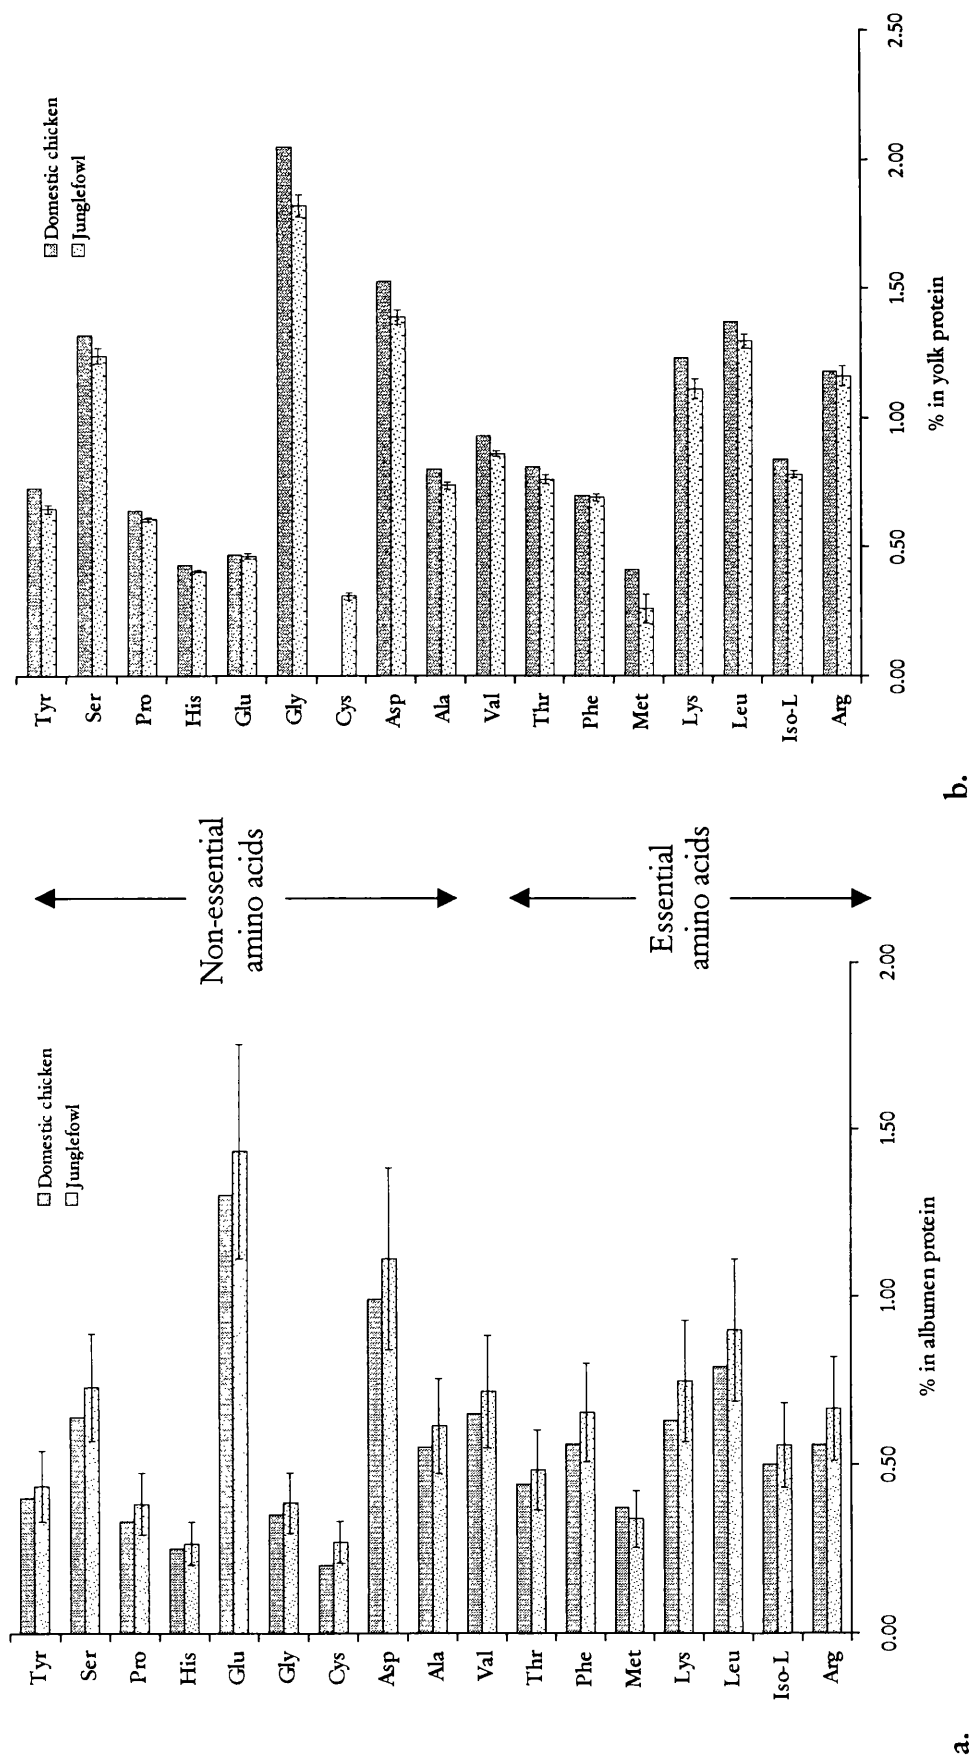 Domestic chicken
Junglefowl
Tyr
Ser
Pro
His
Glu
Gly
Cys
Asp
Ala
Val
Thr
Phe
Met
Lys
Leu
Iso-L
Arg
0.00
0.50
1.00
1.50
2.00
% in albumen protein
a.
Non-essential
amino acids
Essential
amino acids
Domestic chicken
Junglefowl
Tyr
Ser
Pro
His
Glu
Gly
Cys
Asp
Ala
Val
Thr
Phe
Met
Lys
Leu
Iso-L
Arg
0.00
0.50
1.00
1.50
2.00
2.50
% in yolk protein
b.